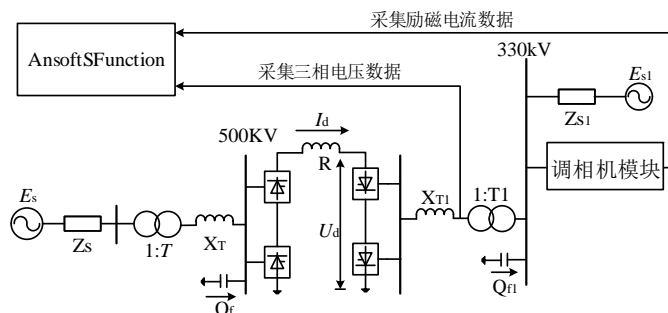 采集励磁电流数据
AnsoftSFunction
采集三相电压数据
330kV
Es1
Zs1
500KV
Id
R
XT1
1:T1
调相机模块
Es
Zs
1:T
XT
Ud
Qf
Qf1